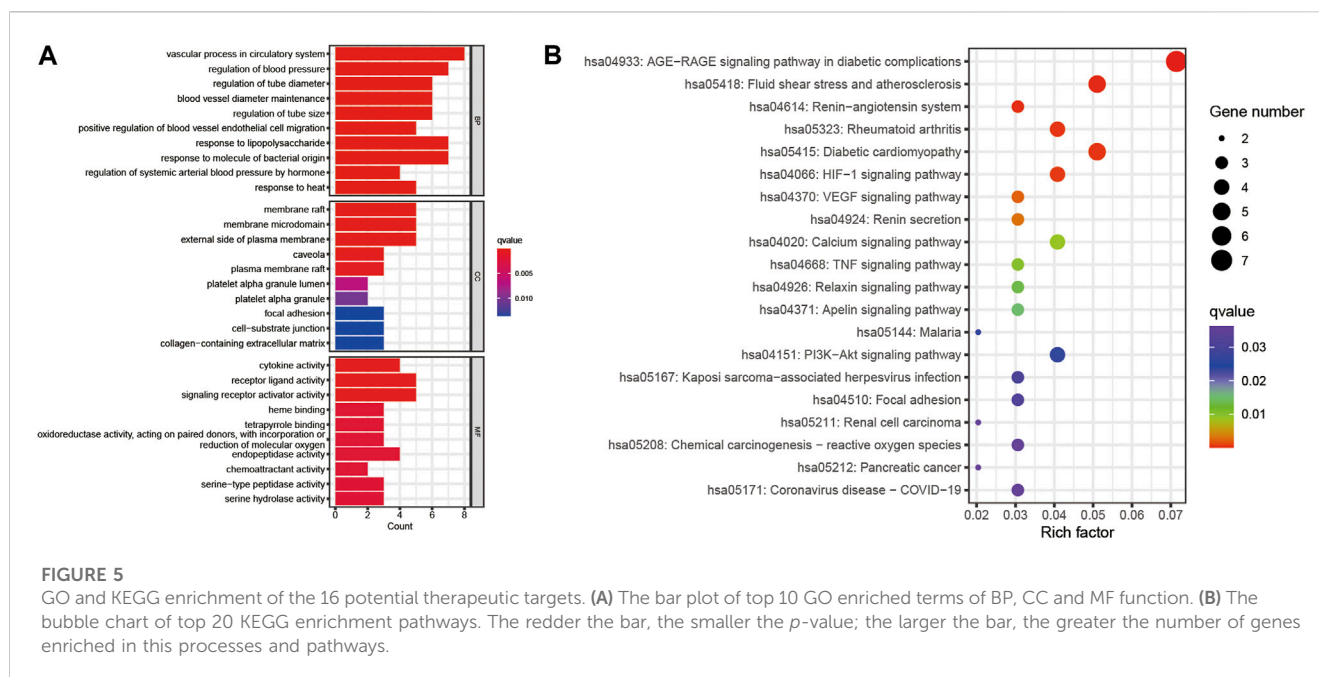 A
vascular process in circulatory system
regulation of blood pressure
regulation of tube diameter
blood vessel diameter maintenance
regulation of tube size
positive regulation of blood vessel endothelial cell migration
response to lipopolysaccharide
response to molecule of bacterial origin
regulation of systemic arterial blood pressure by hormone
response to heat
BP
membrane raft
membrane microdomain
external side of plasma membrane
caveola
plasma membrane raft
platelet alpha granule lumen
platelet alpha granule
focal adhesion
cell-substrate junction
collagen-containing extracellular matrix
CC
cytokine activity
receptor ligand activity
signaling receptor activator activity
heme binding
tetrapyrrole binding
oxidoreductase activity, acting on paired donors, with incorporation or
reduction of molecular oxygen
endopeptidase activity
chemoattractant activity
serine-type peptidase activity
serine hydrolase activity
MF
0 2 4 6 8
Count
qvalue
0.005
0.010
B
hsa04933: AGE−RAGE signaling pathway in diabetic complications
hsa05418: Fluid shear stress and atherosclerosis
hsa04614: Renin−angiotensin system
hsa05323: Rheumatoid arthritis
hsa05415: Diabetic cardiomyopathy
hsa04066: HIF−1 signaling pathway
hsa04370: VEGF signaling pathway
hsa04924: Renin secretion
hsa04020: Calcium signaling pathway
hsa04668: TNF signaling pathway
hsa04926: Relaxin signaling pathway
hsa04371: Apelin signaling pathway
hsa05144: Malaria
hsa04151: PI3K−Akt signaling pathway
hsa05167: Kaposi sarcoma−associated herpesvirus infection
hsa04510: Focal adhesion
hsa05211: Renal cell carcinoma
hsa05208: Chemical carcinogenesis − reactive oxygen species
hsa05212: Pancreatic cancer
hsa05171: Coronavirus disease − COVID−19
0.02 0.03 0.04 0.05 0.06 0.07
Rich factor
Gene number
2
3
4
5
6
7
qvalue
0.03
0.02
0.01
FIGURE 5
GO and KEGG enrichment of the 16 potential therapeutic targets. (A) The bar plot of top 10 GO enriched terms of BP, CC and MF function. (B) The
bubble chart of top 20 KEGG enrichment pathways. The redder the bar, the smaller the p-value; the larger the bar, the greater the number of genes
enriched in this processes and pathways.